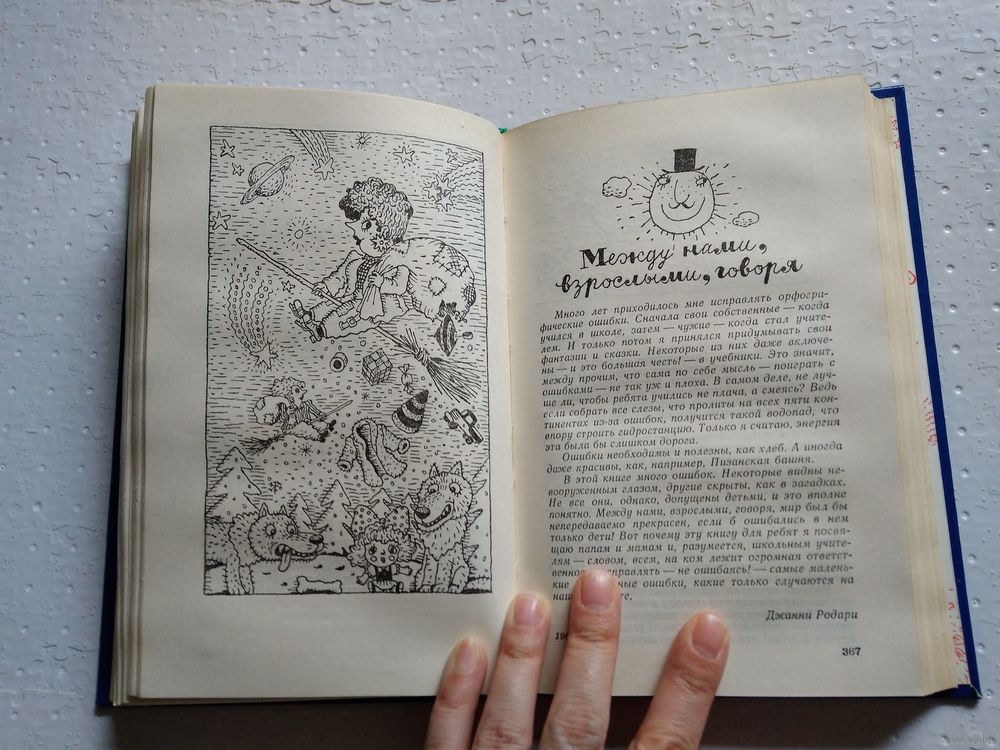 Между нами,
взрослыми, говоря
Много лет приходилось мне исправлять орфогра-
фические ошибки. Сначала свои собственные — когда
учился в школе, затем — чужие — когда стал учите-
лем. И только потом я принялся придумывать свои
фантазии и сказки. Некоторые из них даже включе-
ны — и это большая честь! — в учебники. Это значит,
между прочим, что сама по себе мысль — поиграть с
ошибками — не так уж и плоха. В самом деле, не луч-
ше ли, чтобы ребята учились не плача, а смеясь? Ведь
если собрать все слезы, что пролиты на всех пяти кон-
тинентах из-за ошибок, получится такой водопад, что
впору строить гидростанцию. Только я считаю, энергия
эта была бы слишком дорога.
Ошибки необходимы и полезны, как хлеб. А иногда
даже красивы, как, например, Пизанская башня.
В этой книге много ошибок. Некоторые видны не-
вооруженным глазом, другие скрыты, как в загадках.
Не все они, однако, допущены детьми, и это вполне
понятно. Между нами, взрослыми, говоря, мир был бы
непередаваемо прекрасен, если б ошибались в нем
только дети! Вот почему эту книгу для ребят я посвя-
щаю папам и мамам и, разумеется, школьным учите-
лям — словом, всем, на ком лежит огромная ответст-
исправлять — не ошибаясь! — самые малень-
ошибки, какие только случаются на
Джанни Родари
367